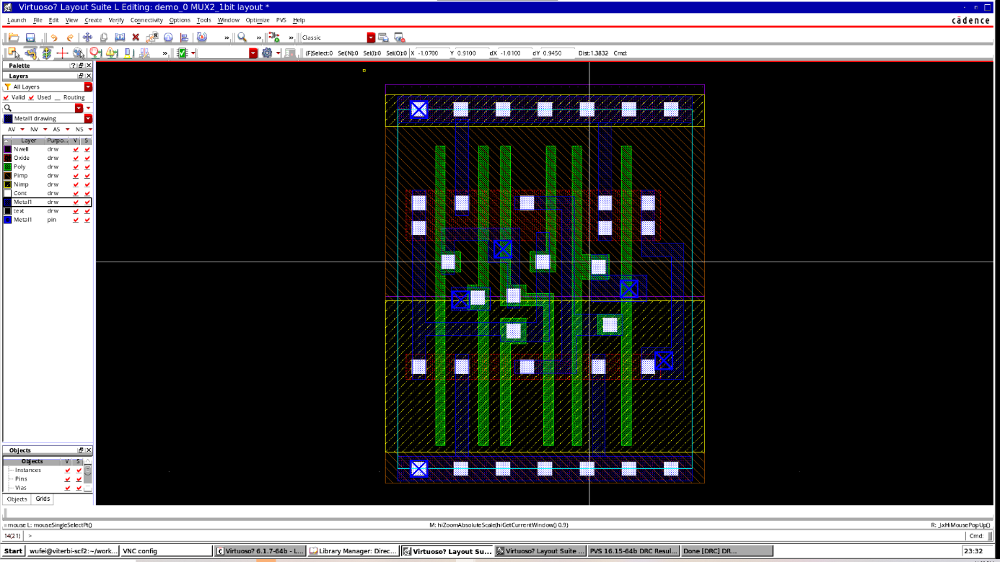 Virtuoso? Layout Suite L Editing: demo_0 MUX2_1bit layout *
Launch File Edit View Create Verify Connectivity Options Tools Window Optimize PVS Help
cādence
» » » Classic
» (F)Select:0 Sel(N):0 Sel(I):0 Sel(O):0 X -1.0700 Y 0.9100 dX -1.0100 dY 0.9450 Dist:1.3832 Cmd:
Palette
Layers
All Layers
Valid Used Routing
Metal1 drawing
AV NV AS NS
Layer Purpo... V S
Nwell drw
Oxide drw
Poly drw
Pimp drw
Nimp drw
Cont drw
Metal1 drw
text drw
Metal1 pin
Objects
Objects V S
Instances
Pins
Vias
Objects Grids
mouse L: mouseSingleSelectPt() M: hiZoomAbsoluteScale(hiGetCurrentWindow() 0.9) R: _lxHiMousePopUp()
14(21) > Cmd:
Start wufei@viterbi-scf2:~/work... VNC config Virtuoso? 6.1.7-64b - L... Library Manager: Direc... Virtuoso? Layout Su... Virtuoso? Layout Suite ... PVS 16.15-64b DRC Resul... Done [DRC] DR... 23:32